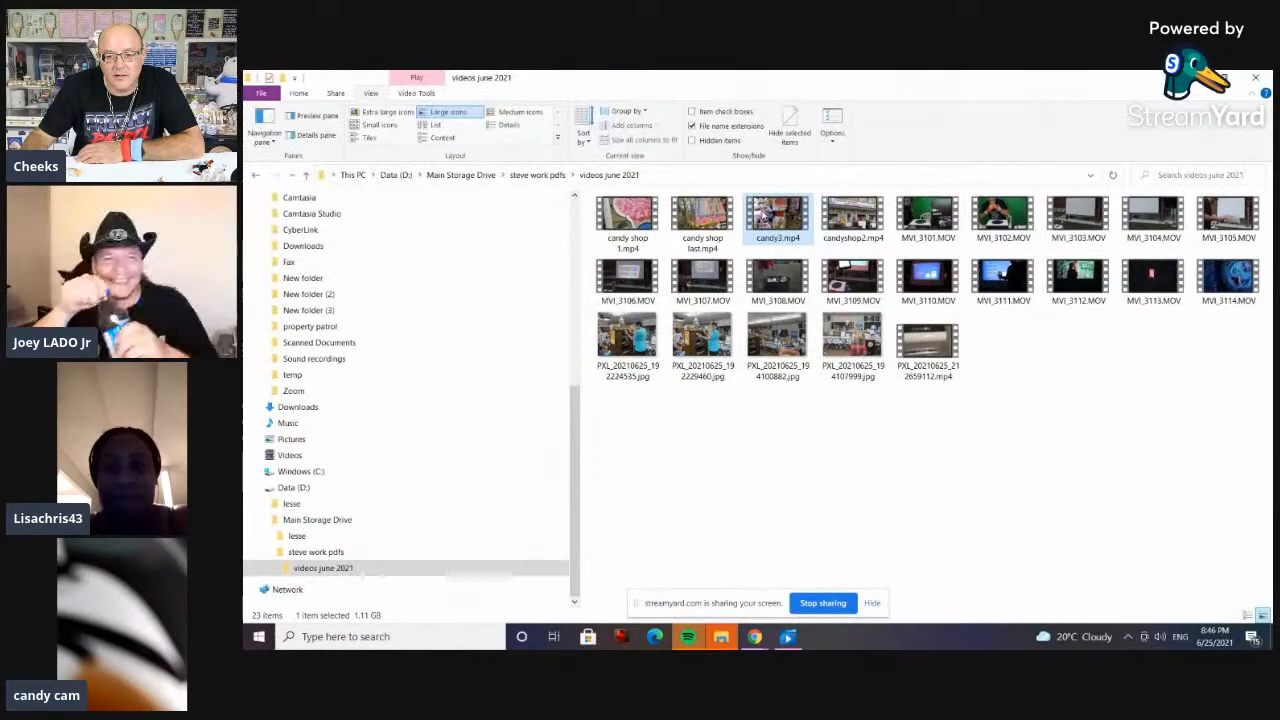 Powered by
StreamYard
Cheeks
Joey LADO Jr
Lisachris43
candy cam
Play
videos june 2021
File
Home
Share
View
Video Tools
Navigation
pane
Preview pane
Details pane
Panes
Extra large icons
Large icons
Medium icons
Small icons
List
Details
Tiles
Content
Layout
Sort
by
Group by
Add columns
Size all columns to fit
Current view
Item check boxes
File name extensions
Hidden items
Hide selected
items
Show/hide
Options
This PC > Data (D:) > Main Storage Drive > steve work pdfs > videos june 2021
Search videos june 2021
Camtasia
Camtasia Studio
CyberLink
Downloads
Fax
New folder
New folder (2)
New folder (3)
property patrol
Scanned Documents
Sound recordings
temp
Zoom
Downloads
Music
Pictures
Videos
Windows (C:)
Data (D:)
lesse
Main Storage Drive
lesse
steve work pdfs
videos june 2021
Network
candy shop
1.mp4
candy shop
last.mp4
candy3.mp4
candyshop2.mp4
MVI_3101.MOV
MVI_3102.MOV
MVI_3103.MOV
MVI_3104.MOV
MVI_3105.MOV
MVI_3106.MOV
MVI_3107.MOV
MVI_3108.MOV
MVI_3109.MOV
MVI_3110.MOV
MVI_3111.MOV
MVI_3112.MOV
MVI_3113.MOV
MVI_3114.MOV
PXL_20210625_19
2224535.jpg
PXL_20210625_19
2229460.jpg
PXL_20210625_19
4100882.jpg
PXL_20210625_19
4107999.jpg
PXL_20210625_21
2659112.mp4
23 items
1 item selected 1.11 GB
streamyard.com is sharing your screen.
Stop sharing
Hide
Type here to search
20°C Cloudy
ENG
8:46 PM
6/25/2021
15